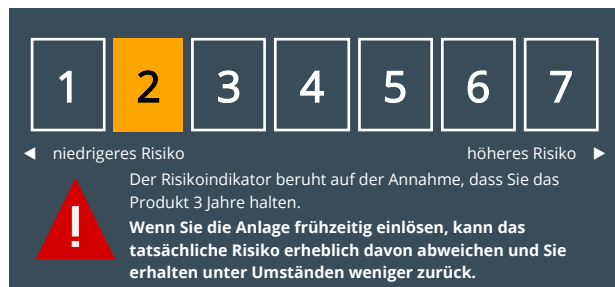 1 2 3 4 5 6 7
◄ niedrigeres Risiko höheres Risiko ►
Der Risikoindikator beruht auf der Annahme, dass Sie das
Produkt 3 Jahre halten.
! Wenn Sie die Anlage frühzeitig einlösen, kann das
tatsächliche Risiko erheblich davon abweichen und Sie
erhalten unter Umständen weniger zurück.